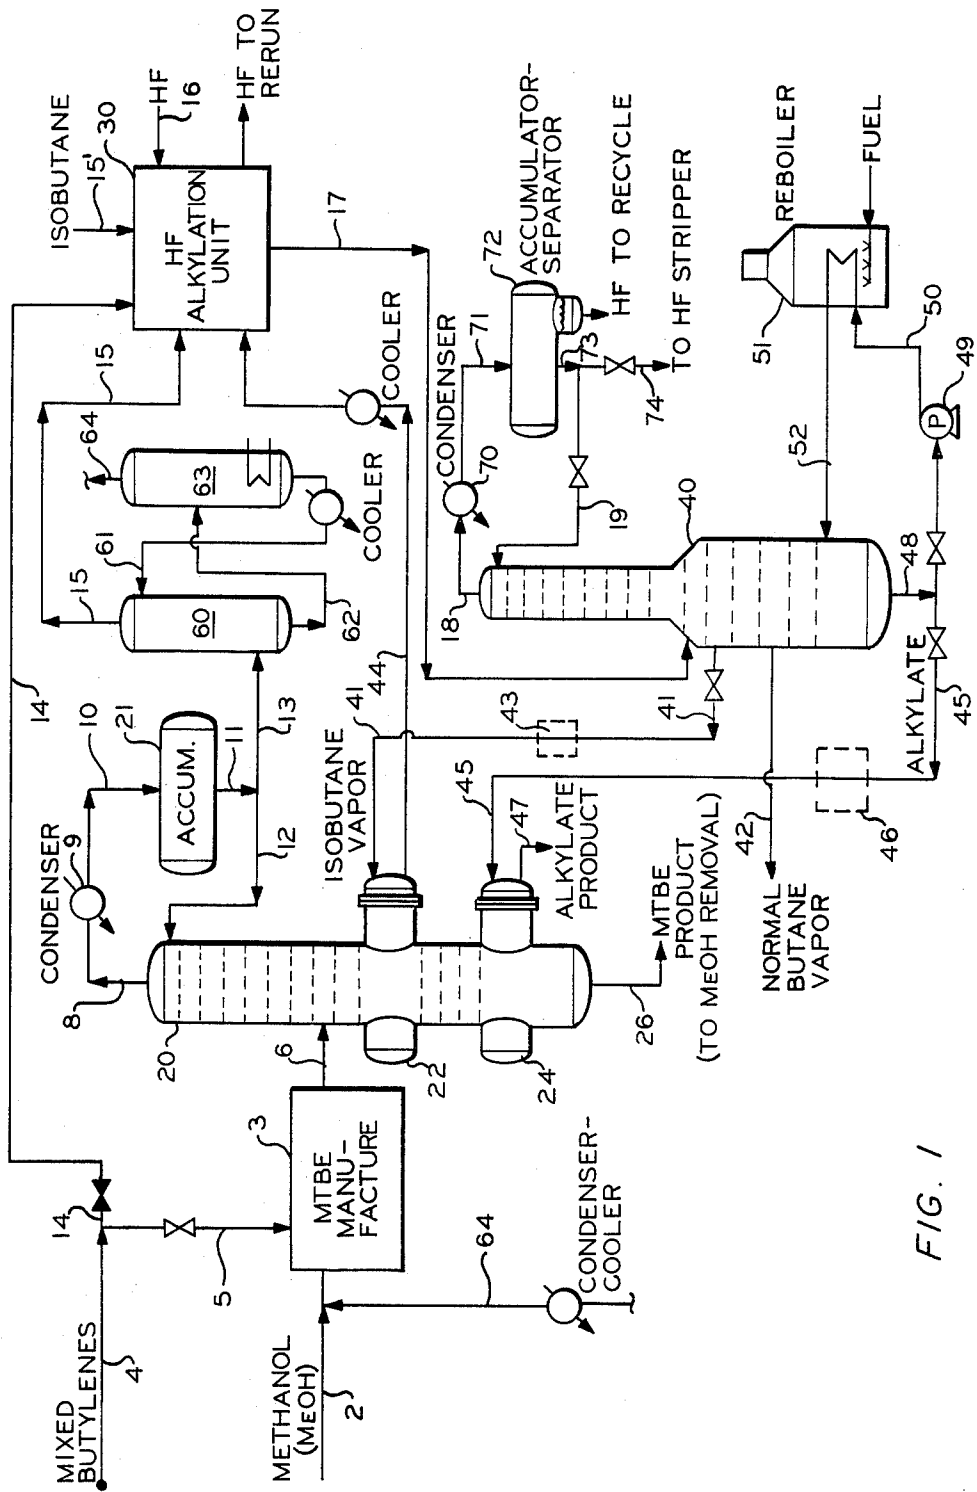 MIXED
BUTYLENES
4
14
5
METHANOL
(MeOH)
2
64
CONDENSER-
COOLER
MTBE
MANU-
FACTURE
3
6
14
CONDENSER
9
8
10
21
ACCUM.
11
12
13
20
22
24
26
MTBE
PRODUCT
(TO MeOH REMOVAL)
ISOBUTANE
VAPOR
41
44
45
47
ALKYLATE
PRODUCT
43
41
46
42
NORMAL
BUTANE
VAPOR
ALKYLATE
45
15
15
60
61
62
63
64
COOLER
COOLER
ISOBUTANE
15'
30
HF
16
HF
ALKYLATION
UNIT
HF TO
RERUN
17
18
CONDENSER
70
71
72
ACCUMULATOR-
SEPARATOR
73
HF TO RECYCLE
74
TO HF STRIPPER
19
40
48
52
51
REBOILER
FUEL
50
49
P
FIG. 1